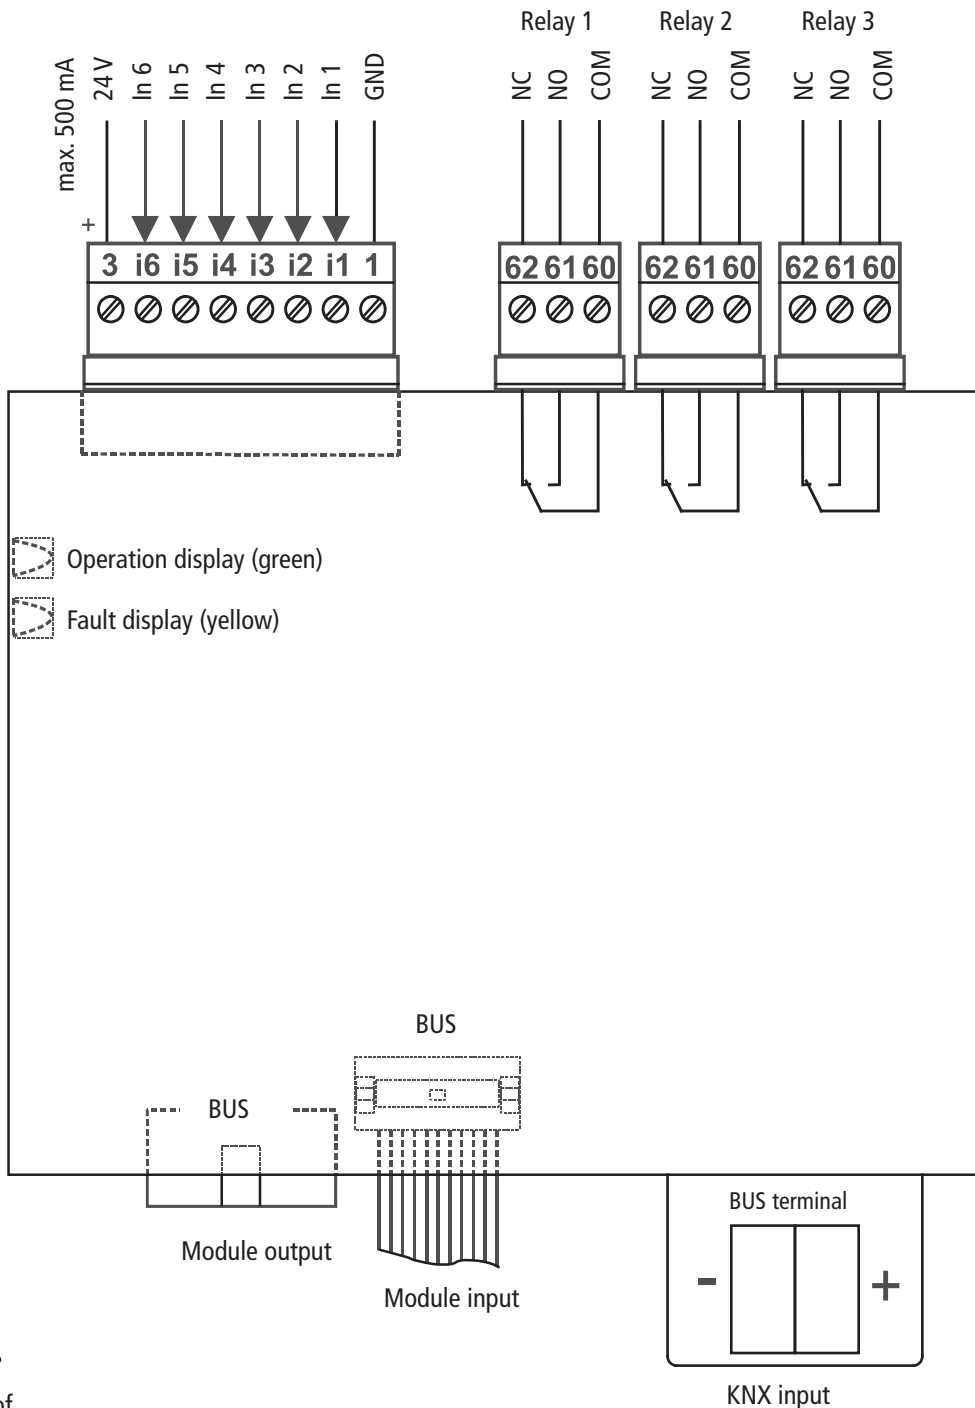 Relay 1 Relay 2 Relay 3
max. 500 mA
24 V
In 6
In 5
In 4
In 3
In 2
In 1
GND
NC NO COM NC NO COM NC NO COM
+
3 i6 i5 i4 i3 i2 i1 1
62 61 60 62 61 60 62 61 60
Operation display (green)
Fault display (yellow)
BUS
BUS
BUS terminal
Module output
- +
Module input
KNX input
of